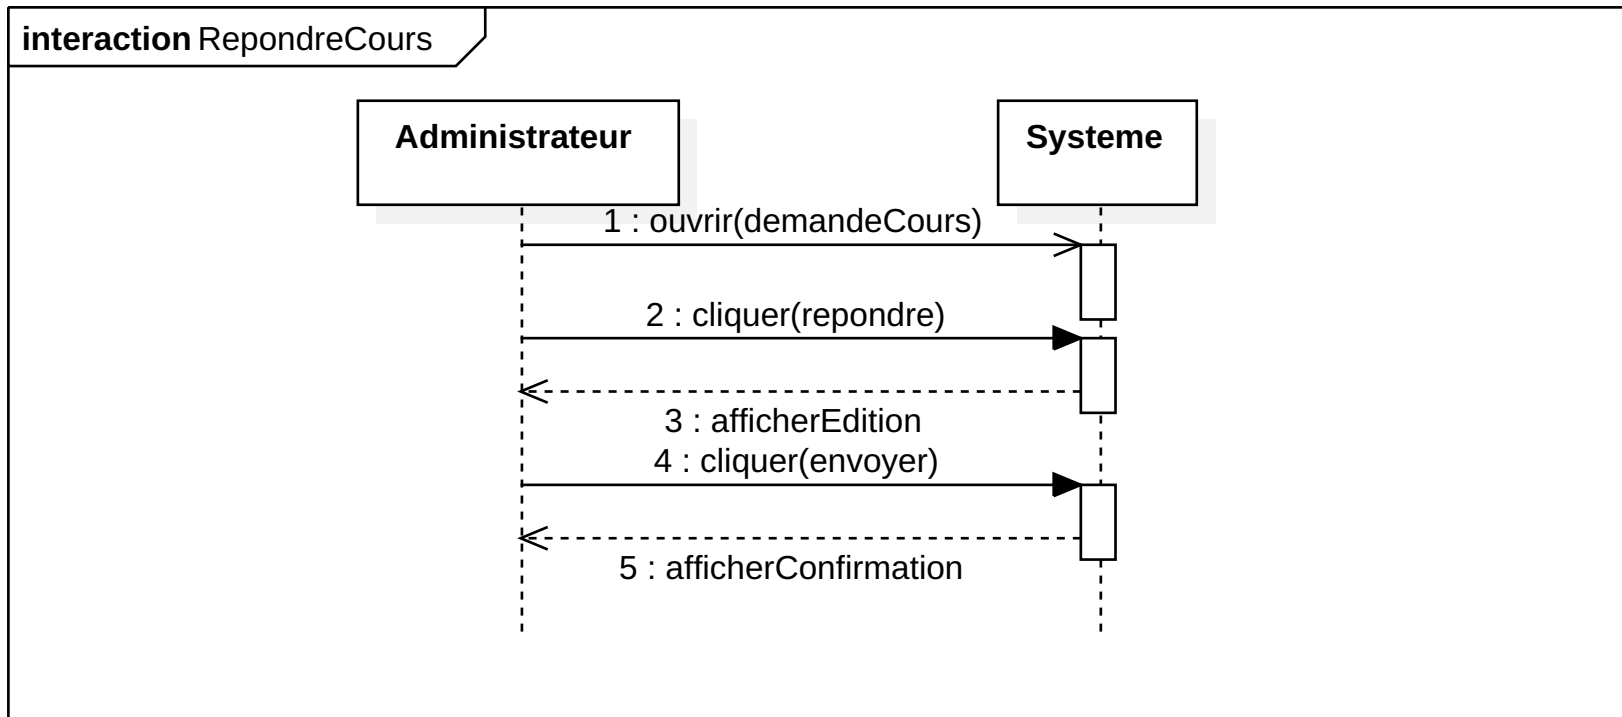 interaction RepondreCours
Administrateur
Systeme
1 : ouvrir(demandeCours)
2 : cliquer(repondre)
3 : afficherEdition
4 : cliquer(envoyer)
5 : afficherConfirmation